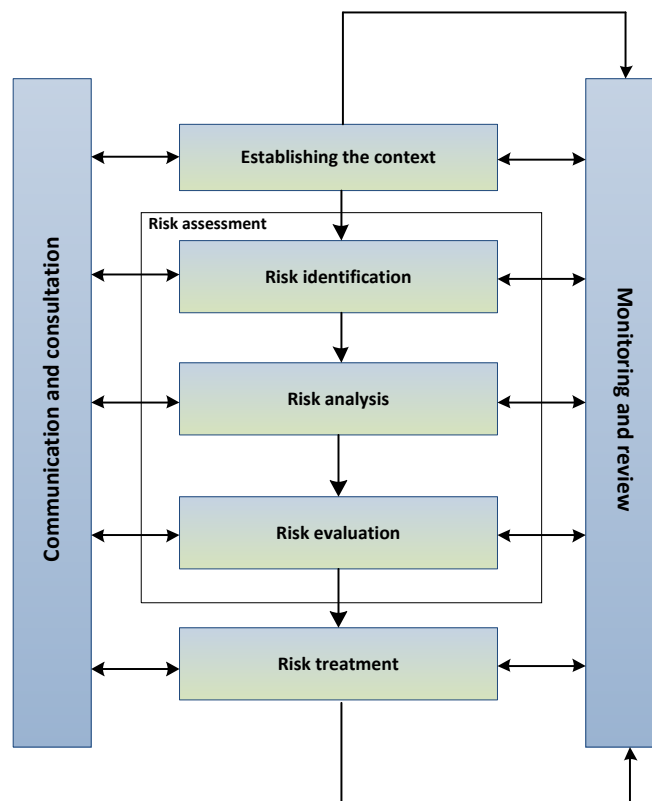 Establishing the context
Risk assessment
Risk identification
Risk analysis
Risk evaluation
Risk treatment
Communication and consultation
Monitoring and review